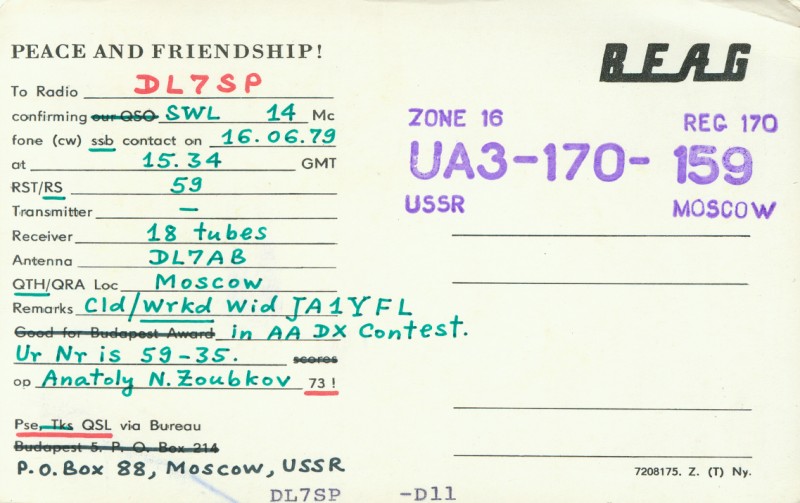 PEACE AND FRIENDSHIP!
To Radio DL7SP
confirming our QSO SWL 14 Mc
fone (cw) ssb contact on 16.06.79
at 15.34 GMT
RST/RS 59
Transmitter —
Receiver 18 tubes
Antenna DL7AB
QTH/QRA Loc Moscow
Remarks Cld/Wrkd Wid JA1YFL
Good for Budapest Award in AA DX Contest.
Ur Nr is 59-35. scores
op Anatoly N. Zoubkov 73!
Pse, Tks QSL via Bureau
Budapest 5. P. O. Box 214
P.O.Box 88, Moscow, USSR
DL7SP -D11
BEAG
ZONE 16 REG 170
UA3-170-159
USSR MOSCOW
7208175. Z. (T) Ny.